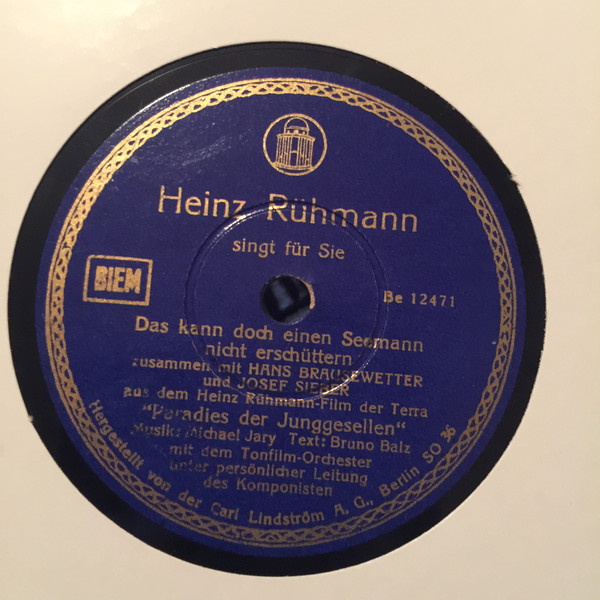 Heinz Rühmann
singt für Sie
BIEM
Be 12471
Das kann doch einen Seemann
nicht erschüttern
zusammen mit HANS BRAUSEWETTER
und JOSEF SIEBER
aus dem Heinz Rühmann-Film der Terra
"Paradies der Junggesellen"
Musik: Michael Jary Text: Bruno Balz
mit dem Tonfilm-Orchester
unter persönlicher Leitung
des Komponisten
Hergestellt von der Carl Lindström A. G., Berlin SO 36